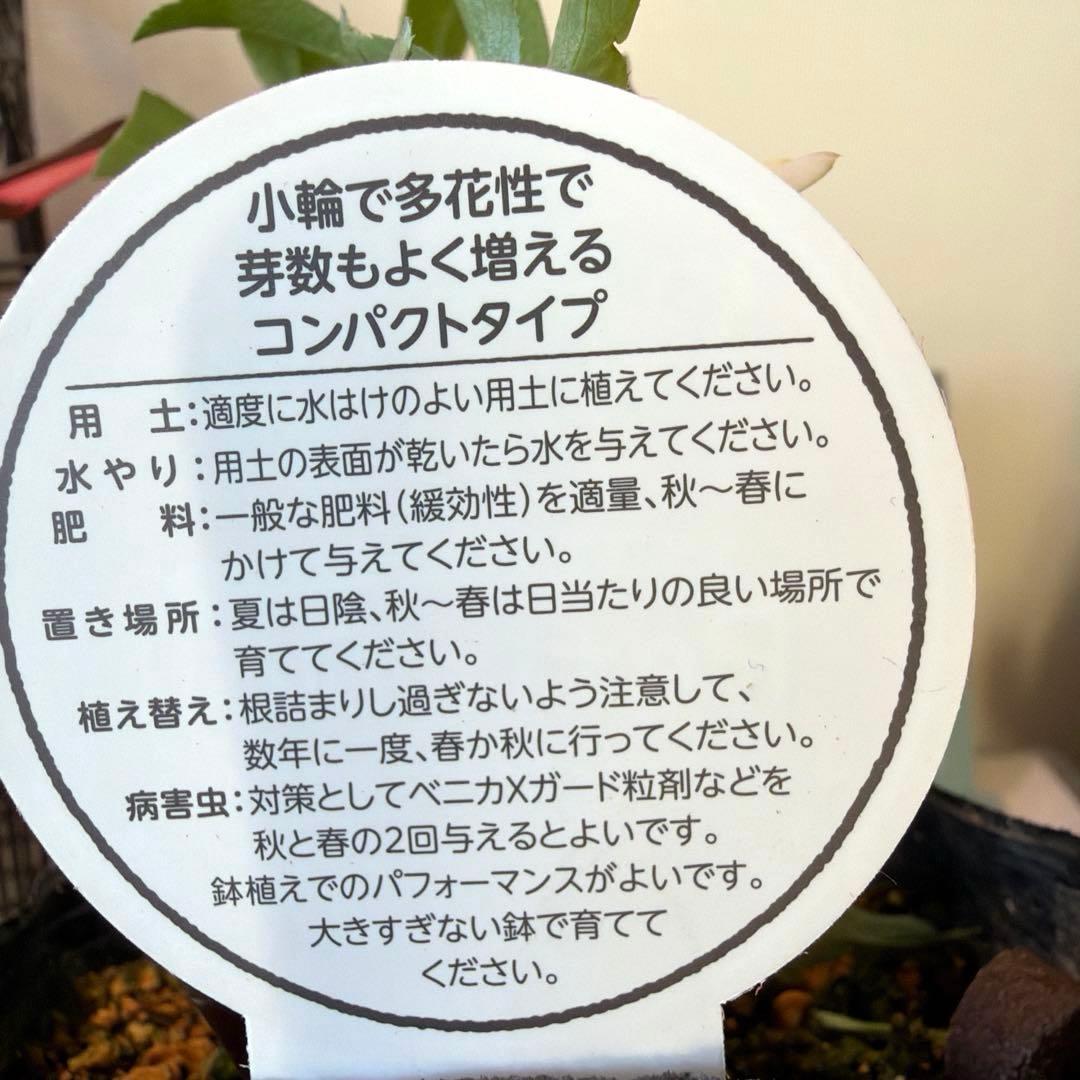 小輪で多花性で
芽数もよく増える
コンパクトタイプ
用 土:適度に水はけのよい用土に植えてください。
水やり:用土の表面が乾いたら水を与えてください。
肥 料:一般な肥料(緩効性)を適量、秋〜春に
かけて与えてください。
置き場所:夏は日陰、秋〜春は日当たりの良い場所で
育ててください。
植え替え:根詰まりし過ぎないよう注意して、
数年に一度、春か秋に行ってください。
病害虫:対策としてベニカXガード粒剤などを
秋と春の2回与えるとよいです。
鉢植えでのパフォーマンスがよいです。
大きすぎない鉢で育てて
ください。